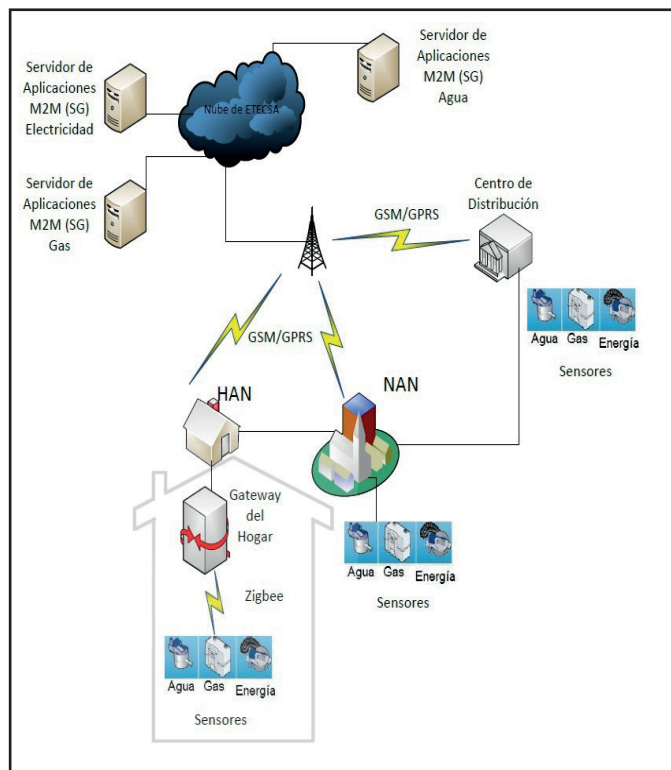 Servidor de
Aplicaciones
M2M (SG)
Electricidad
Nube de ETECSA
Servidor de
Aplicaciones
M2M (SG)
Agua
Servidor de
Aplicaciones
M2M (SG)
Gas
GSM/GPRS
Centro de
Distribución
Agua Gas Energía
Sensores
GSM/GPRS
HAN
NAN
Gateway
del
Hogar
Zigbee
Agua Gas Energía
Sensores
Agua Gas Energía
Sensores